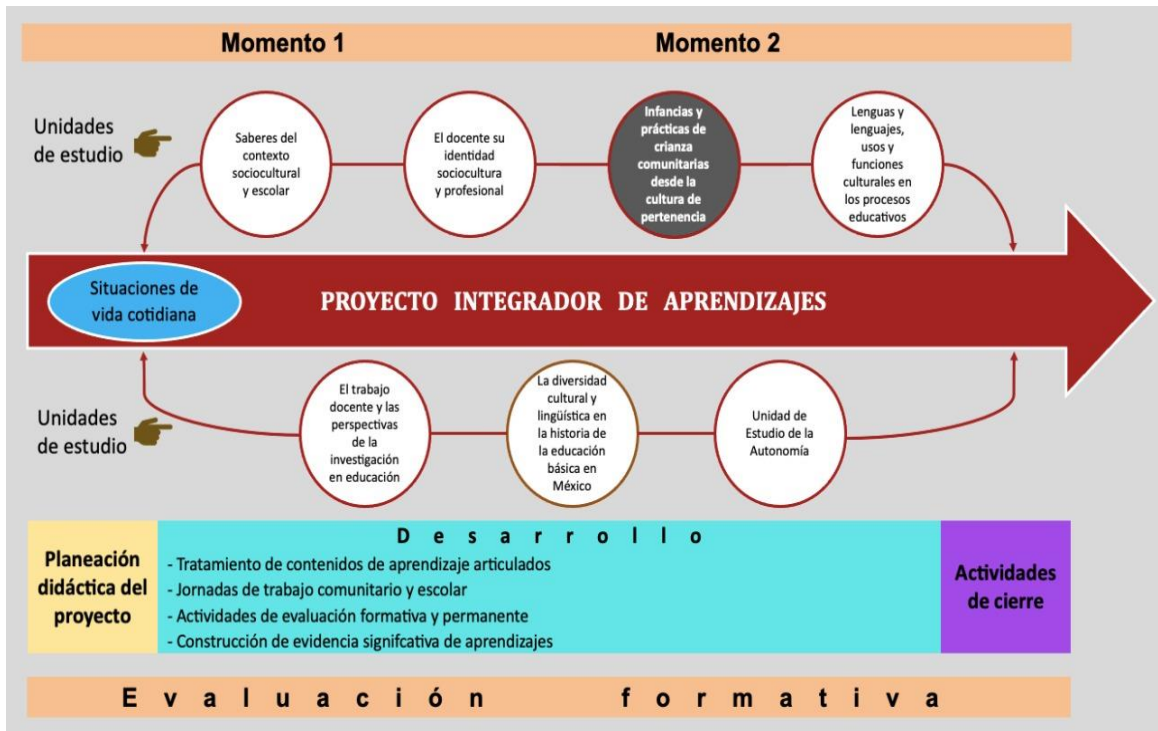 Momento 1
Momento 2
Unidades
de estudio
Saberes del
contexto
sociocultural
y escolar
El docente su
identidad
sociocultura
y profesional
Infancias y
prácticas de
crianza
comunitarias
desde la
cultura de
pertenencia
Lenguas y
lenguajes,
usos y
funciones
culturales en
los procesos
educativos
Situaciones de
vida cotidiana
PROYECTO INTEGRADOR DE APRENDIZAJES
Unidades
de estudio
El trabajo
docente y las
perspectivas
de la
investigación
en educación
La diversidad
cultural y
lingüística en
la historia de
la educación
básica en
México
Unidad de
Estudio de la
Autonomía
Planeación
didáctica del
proyecto
D e s a r r o l l o
- Tratamiento de contenidos de aprendizaje articulados
- Jornadas de trabajo comunitario y escolar
- Actividades de evaluación formativa y permanente
- Construcción de evidencia signifcativa de aprendizajes
Actividades
de cierre
E v a l u a c i ó n f o r m a t i v a